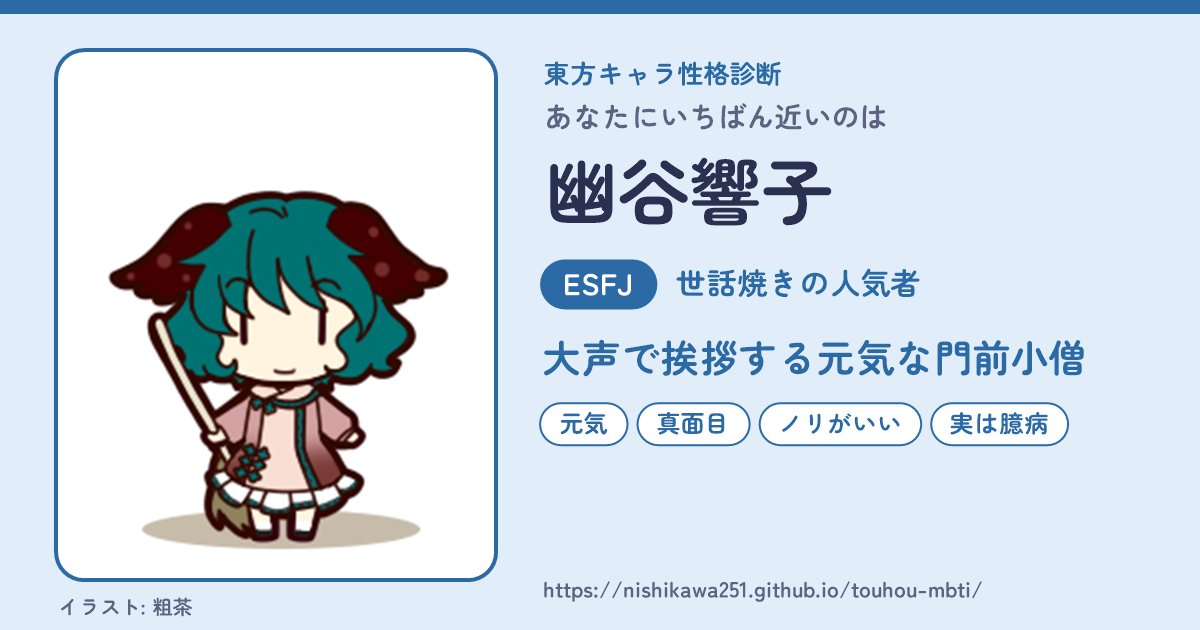 東方キャラ性格診断
あなたにいちばん近いのは
幽谷響子
ESFJ 世話焼きの人気者
大声で挨拶する元気な門前小僧
元気 真面目 ノリがいい 実は臆病
https://nishikawa251.github.io/touhou-mbti/
イラスト: 粗茶